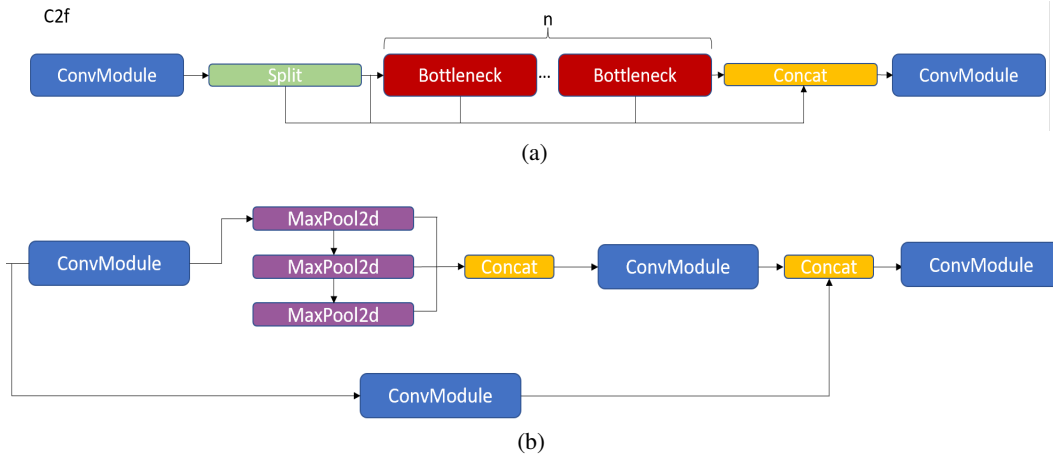 C2f
n
ConvModule
Split
Bottleneck
...
Bottleneck
Concat
ConvModule
(a)
MaxPool2d
ConvModule
MaxPool2d
Concat
ConvModule
Concat
ConvModule
MaxPool2d
ConvModule
(b)